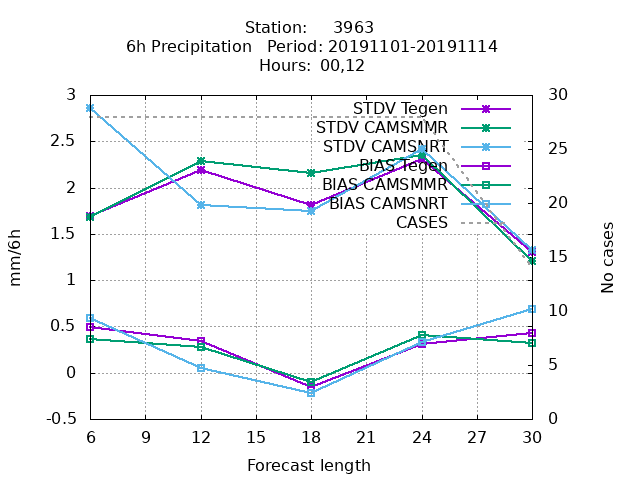 Station: 3963
6h Precipitation Period: 20191101-20191114
Hours: 00,12
3
2.5
2
1.5
1
0.5
0
-0.5
mm/6h
30
25
20
15
10
5
0
No cases
STDV Tegen
STDV CAMSMMR
STDV CAMSNRT
BIAS Tegen
BIAS CAMSMMR
BIAS CAMSNRT
CASES
6 9 12 15 18 21 24 27 30
Forecast length